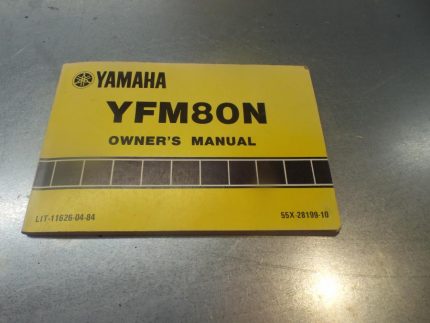 YAMAHA
YFM80N
OWNER'S MANUAL
LIT-11626-04-84
55X-28199-10